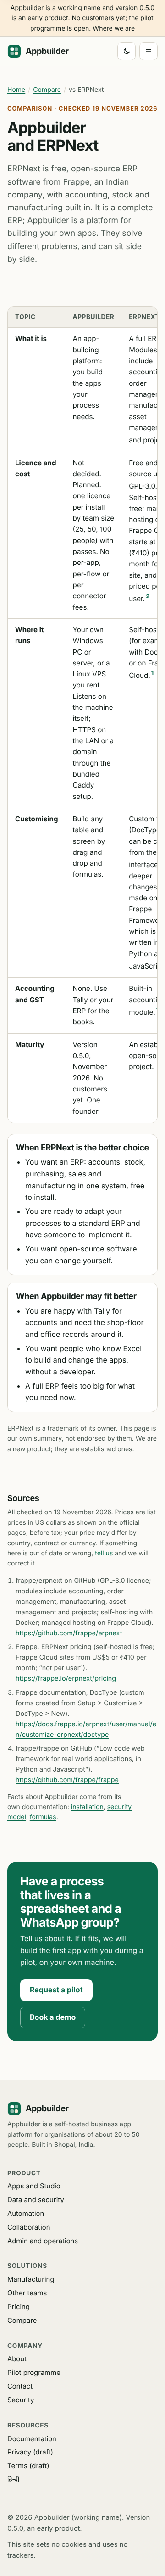 Appbuilder is a working name and version 0.5.0
is an early product. No customers yet; the pilot
programme is open. Where we are
Appbuilder
Home / Compare / vs ERPNext
COMPARISON · CHECKED 19 NOVEMBER 2026
Appbuilder
and ERPNext
ERPNext is free, open-source ERP
software from Frappe, an Indian
company, with accounting, stock and
manufacturing built in. It is a complete
ERP; Appbuilder is a platform for
building your own apps. They solve
different problems, and can sit side
by side.
TOPIC APPBUILDER ERPNEXT
What it is
An app-
building
platform:
you build
the apps
your
process
needs.
A full ERP.
Modules
include
accounting,
order
management,
manufacturing,
asset
management
and projects.
Licence and
cost
Not
decided.
Planned:
one licence
per install
by team size
(25, 50, 100
people) with
passes. No
per-app,
per-flow or
per-
connector
fees.
Free and
source u
GPL-3.0.
Self-host
free; man
hosting o
Frappe C
starts at
(₹410) pe
month fo
site, and
priced pe
user. 2
Where it
runs
Your own
Windows
PC or
server, or a
Linux VPS
you rent.
Listens on
the machine
itself;
HTTPS on
the LAN or a
domain
through the
bundled
Caddy
setup.
Self-hos
(for exam
with Doc
or on Fra
Cloud. 1
Customising
Build any
table and
screen by
drag and
drop and
formulas.
Custom f
(DocType
can be c
from the
interface
deeper
changes
made on
Frappe
Framewo
which is
written in
Python a
JavaScri
Accounting
and GST
None. Use
Tally or your
ERP for the
books.
Built-in
accounti
module.
Maturity
Version
0.5.0,
November
2026. No
customers
yet. One
founder.
An estab
open-so
project.
When ERPNext is the better choice
• You want an ERP: accounts, stock,
purchasing, sales and
manufacturing in one system, free
to install.
• You are ready to adapt your
processes to a standard ERP and
have someone to implement it.
• You want open-source software
you can change yourself.
When Appbuilder may fit better
• You are happy with Tally for
accounts and need the shop-floor
and office records around it.
• You want people who know Excel
to build and change the apps,
without a developer.
• A full ERP feels too big for what
you need now.
ERPNext is a trademark of its owner. This page is
our own summary, not endorsed by them. We are
a new product; they are established ones.
Sources
All checked on 19 November 2026. Prices are list
prices in US dollars as shown on the official
pages, before tax; your price may differ by
country, contract or currency. If something
here is out of date or wrong, tell us and we will
correct it.
1. frappe/erpnext on GitHub (GPL-3.0 licence;
modules include accounting, order
management, manufacturing, asset
management and projects; self-hosting with
Docker; managed hosting on Frappe Cloud).
https://github.com/frappe/erpnext
2. Frappe, ERPNext pricing (self-hosted is free;
Frappe Cloud sites from US$5 or ₹410 per
month; "not per user").
https://frappe.io/erpnext/pricing
3. Frappe documentation, DocType (custom
forms created from Setup > Customize >
DocType > New).
https://docs.frappe.io/erpnext/user/manual/e
n/customize-erpnext/doctype
4. frappe/frappe on GitHub ("Low code web
framework for real world applications, in
Python and Javascript").
https://github.com/frappe/frappe
Facts about Appbuilder come from its
own documentation: installation, security
model, formulas.
Have a process
that lives in a
spreadsheet and a
WhatsApp group?
Tell us about it. If it fits, we will
build the first app with you during a
pilot, on your own machine.
Request a pilot
Book a demo
Appbuilder
Appbuilder is a self-hosted business app
platform for organisations of about 20 to 50
people. Built in Bhopal, India.
PRODUCT
Apps and Studio
Data and security
Automation
Collaboration
Admin and operations
SOLUTIONS
Manufacturing
Other teams
Pricing
Compare
COMPANY
About
Pilot programme
Contact
Security
RESOURCES
Documentation
Privacy (draft)
Terms (draft)
हिन्दी
© 2026 Appbuilder (working name). Version
0.5.0, an early product.
This site sets no cookies and uses no
trackers.